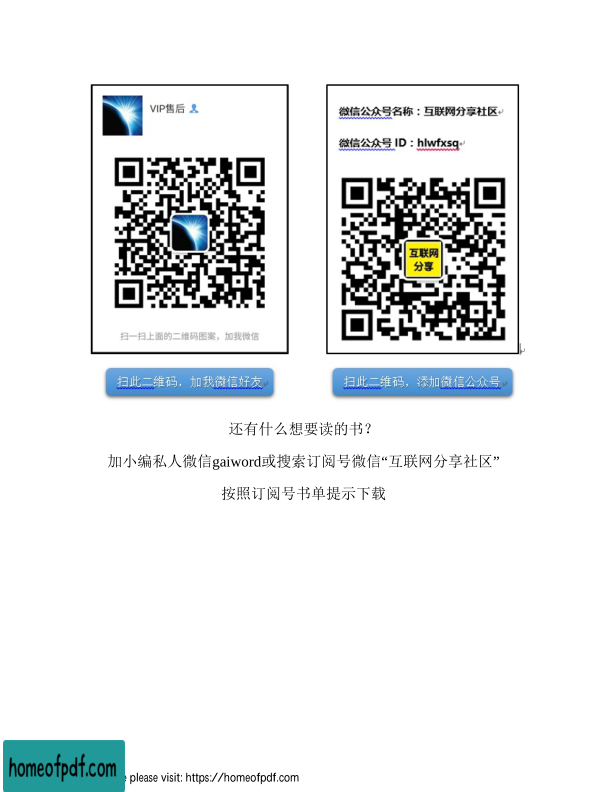 VIP售后
扫一扫上面的二维码图案，加我微信
扫此二维码，加我微信好友
微信公众号名称：互联网分享社区
微信公众号 ID：hlwfxsq
互联网
分享
扫此二维码，添加微信公众号
还有什么想要读的书？
加小编私人微信gaiword或搜索订阅号微信“互联网分享社区”
按照订阅号书单提示下载
homeofpdf.com
please visit: https://homeofpdf.com